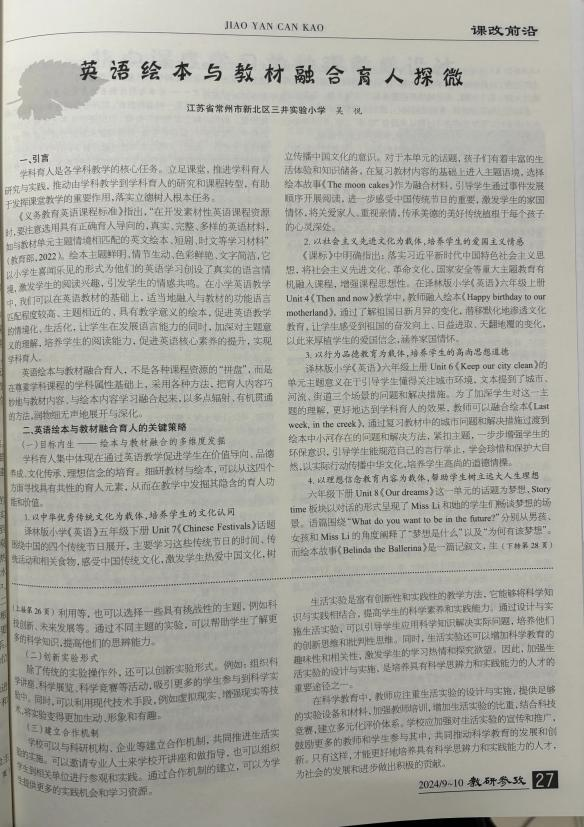 JIAO YAN CAN KAO
课改前沿
英语绘本与教材融合育人探微
江苏省常州市新北区三井实验小学 吴 悦
一、引言
学科育人是各学科教学的核心任务。立足课堂，推进学科育人
研究与实践，推动由学科教学到学科育人的研究和课程转型，有助
于发挥课堂教学的重要作用，落实立德树人根本任务。
《义务教育英语课程标准》指出，“在开发素材性英语课程资源
时，要注意选用具有正确育人导向的，真实、完整、多样的英语材料，
如与教材单元主题情境相匹配的英文绘本、短剧、时文等学习材料”
（教育部，2022）。绘本主题鲜明，情节生动，色彩鲜艳，文字简洁，它
以小学生喜闻乐见的形式为他们的英语学习创设了真实的语言情
境，激发学生的阅读兴趣，引发学生的情感共鸣。在小学英语教学
中，我们可以在英语教材的基础上，适当地融入与教材的功能语言
匹配程度较高、主题相近的，具有教学意义的绘本，促进英语教学
的情境化、生活化，让学生在发展语言能力的同时，加深对主题意
义的理解，培养学生的阅读能力，促进英语核心素养的提升，实现
学科育人。
英语绘本与教材融合育人，不是各种课程资源的“拼盘”，而是
在尊重学科课程的学科属性基础上，采用各种方法，把育人内容巧
妙地与教材内容、与绘本内容学习融合起来，以多点辐射、有机贯通
的方法，润物细无声地展开与深化。
二、英语绘本与教材融合育人的关键策略
（一）目标内生——绘本与教材融合的多维度发掘
学科育人集中体现在通过英语教学促进学生在价值导向、品德
养成、文化传承、理想信念的培育。细研教材与绘本，可以从这四个
方面寻找具有共性的育人元素，从而在教学中发掘其隐含的育人功
能和价值。
1. 以中华优秀传统文化为载体，培养学生的文化认同
译林版小学《英语》五年级下册 Unit 7《Chinese Festivals》话题
围绕中国的四个传统节日展开，主要学习这些传统节日的时间、传
统活动和相关食物，感受中国传统文化，激发学生热爱中国文化，树
立传播中国文化的意识。对于本单元的话题，孩子们有着丰富的生
活体验和知识储备，在复习教材内容的基础上进入主题语境，选择
绘本故事《The moon cakes》作为融合材料，引导学生通过事件发展
顺序开展阅读，进一步感受中国传统节日的重要，激发学生的家国
情怀，将关爱家人、重视亲情，传承美德的美好传统植根于每个孩子
的心灵深处。
2. 以社会主义先进文化为载体，培养学生的爱国主义情感
《课标》中明确指出，落实习近平新时代中国特色社会主义思
想，将社会主义先进文化、革命文化、国家安全等重大主题教育有
机融入课程，增强课程思想性。在译林版小学《英语》六年级上册
Unit 4《Then and now》教学中，教师融入绘本《Happy birthday to our
motherland》，通过了解祖国日新月异的变化，潜移默化地渗透文化
教育，让学生感受到祖国的奋发向上、日益进取、天翻地覆的变化，
以此来厚植学生的爱国信念，涵养家国情怀。
3. 以行为品德教育为载体，培养学生的高尚思想道德
译林版小学《英语》六年级上册 Unit 6《Keep our city clean》的
单元主题意义在于引导学生懂得关注城市环境，文本提到了城市、
河流、街道三个场景的问题和解决措施。为了加深学生对这一主
题的理解，更好地达到学科育人的效果，教师可以融合绘本《Last
week, in the creek》，通过复习教材中的城市问题和解决措施过渡到
绘本中小河存在的问题和解决方法，紧扣主题，一步步增强学生的
环保意识，引导学生能规范自己的言行举止，学会珍惜和保护大自
然，以实际行动传播中华文化，培养学生高尚的道德情操。
4. 以理想信念教育内容为载体，帮助学生树立远大人生理想
六年级下册 Unit 8《Our dreams》这一单元的话题为梦想，Story
time 板块以对话的形式呈现了 Miss Li 和她的学生们畅谈梦想的场
景。语篇围绕“What do you want to be in the future?”分别从男孩、
女孩和 Miss Li 的角度阐释了“梦想是什么”以及“为何有该梦想”。
而绘本故事《Belinda the Ballerina》是一篇记叙文，生（下转第 28 页）
（上接第 26 页）利用等，也可以选择一些具有挑战性的主题，例如科
技创新、未来发展等。通过不同主题的实验，可以帮助学生了解更
多的科学知识，提高他们的思辨能力。
（二）创新实验形式
除了传统的实验操作外，还可以创新实验形式。例如：组织科
学讲座、科学展览、科学竞赛等活动，吸引更多的学生参与到科学实
验中。同时，可以利用现代技术手段，例如虚拟现实、增强现实等技
术，将实验变得更加生动、形象和有趣。
（三）建立合作机制
学校可以与科研机构、企业等建立合作机制，共同推进生活实
验的实施。可以邀请专业人士来学校开讲座和做指导，也可以组织
学生到相关单位进行参观和实践。通过合作机制的建立，可以为学
生提供更多的实践机会和学习资源。
生活实验是富有创新性和实践性的教学方法，它能够将科学知
识与实践相结合，提高学生的科学素养和实践能力。通过设计与实
施生活实验，可以引导学生应用科学知识解决实际问题，培养他们
的创新思维和批判性思维。同时，生活实验还可以增加科学教育的
趣味性和相关性，激发学生的学习热情和探究欲望。因此，加强生
活实验的设计与实施，是培养具有科学思辨力和实践能力的人才的
重要途径之一。
在科学教育中，教师应注重生活实验的设计与实施，提供足够
的实验设备和材料，加强教师培训，增加生活实验的比重，结合科技
竞赛，建立多元化评价体系。学校应加强对生活实验的宣传和推广，
鼓励更多的教师和学生参与其中，共同推动科学教育的发展和创
新。只有这样，才能更好地培养具有科学思辨力和实践能力的人才，
为社会的发展和进步做出积极的贡献。
2024/9~10 教研参考 27